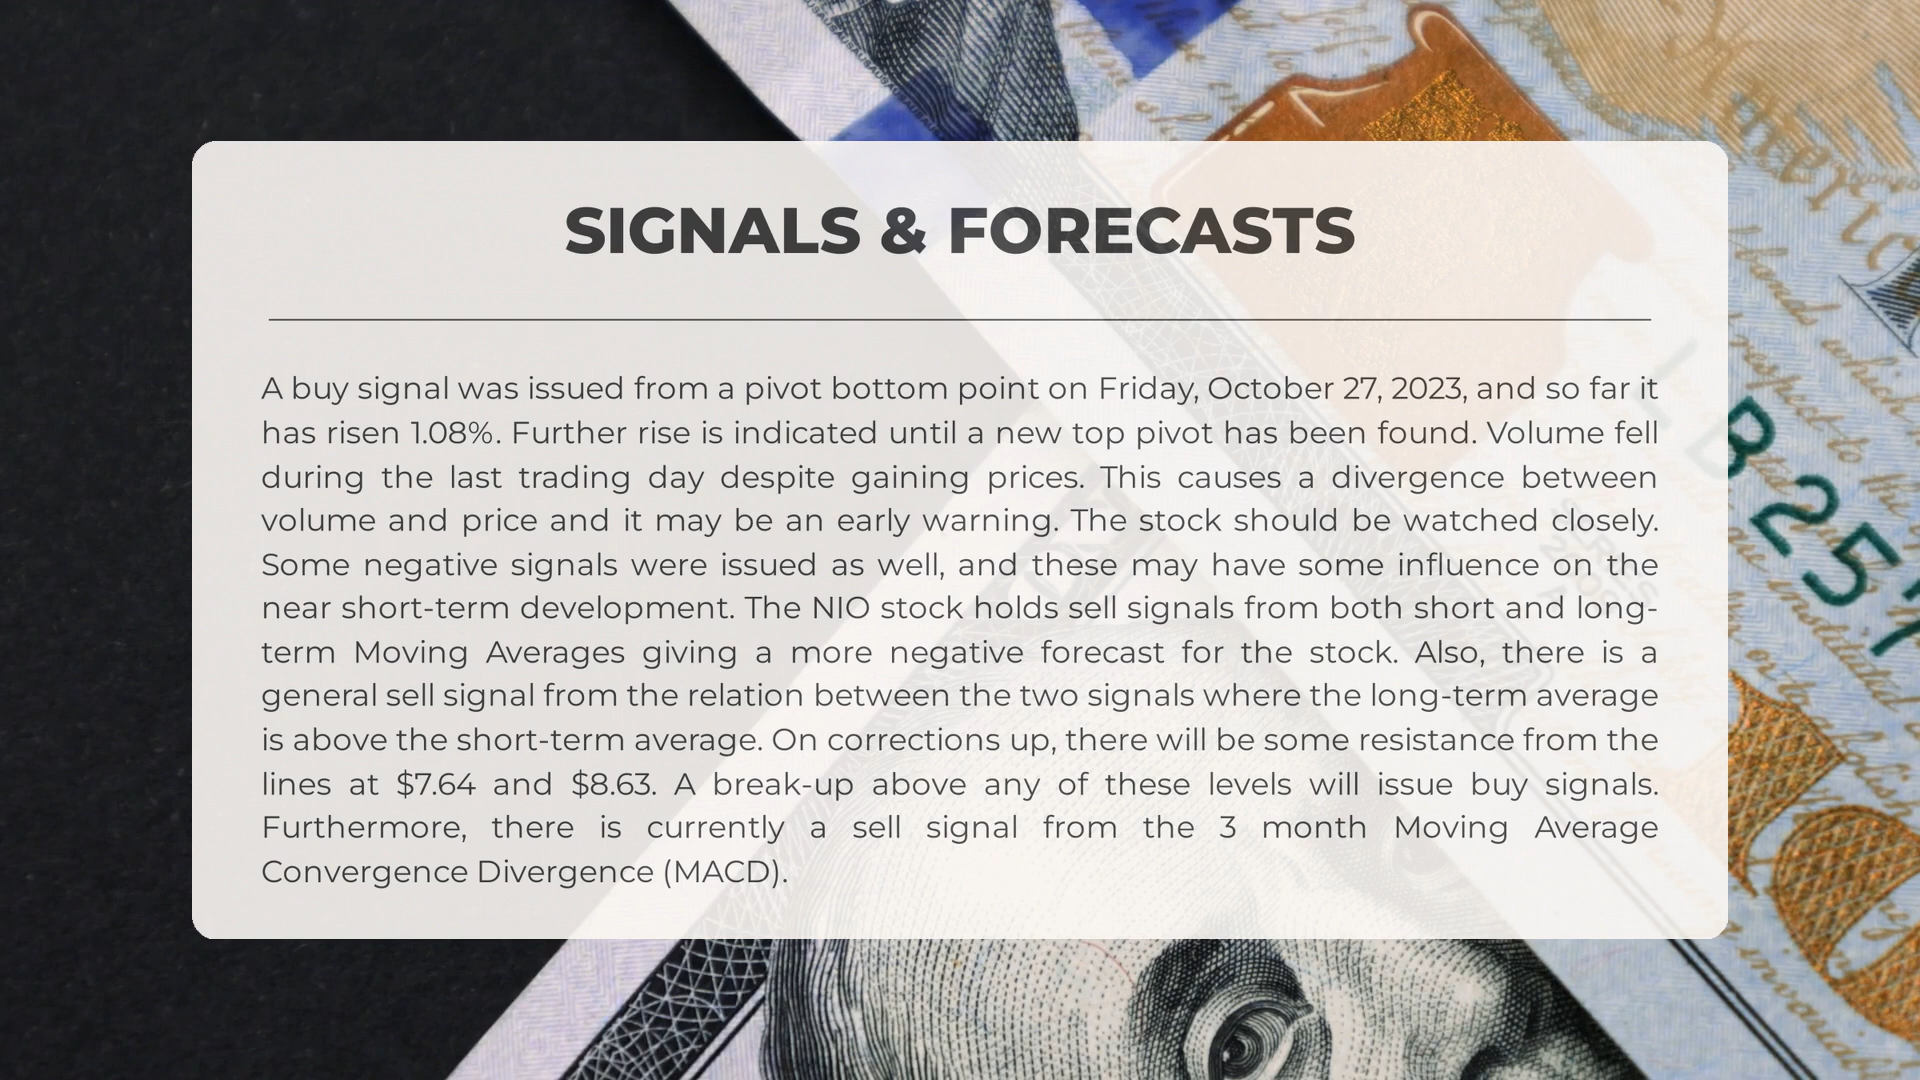 SIGNALS & FORECASTS
A buy signal was issued from a pivot bottom point on Friday, October 27, 2023, and so far it
has risen 1.08%. Further rise is indicated until a new top pivot has been found. Volume fell
during the last trading day despite gaining prices. This causes a divergence between
volume and price and it may be an early warning. The stock should be watched closely.
Some negative signals were issued as well, and these may have some influence on the
near short-term development. The NIO stock holds sell signals from both short and long-
term Moving Averages giving a more negative forecast for the stock. Also, there is a
general sell signal from the relation between the two signals where the long-term average
is above the short-term average. On corrections up, there will be some resistance from the
lines at $7.64 and $8.63. A break-up above any of these levels will issue buy signals.
Furthermore, there is currently a sell signal from the 3 month Moving Average
Convergence Divergence (MACD).